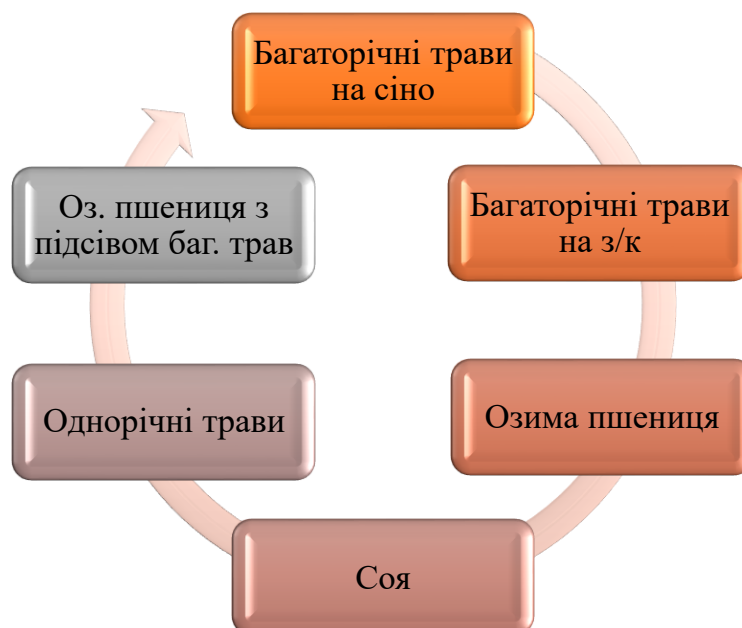 Багаторічні трави
на сіно
Багаторічні трави
на з/к
Озима пшениця
Соя
Однорічні трави
Оз. пшениця з
підсівом баг. трав